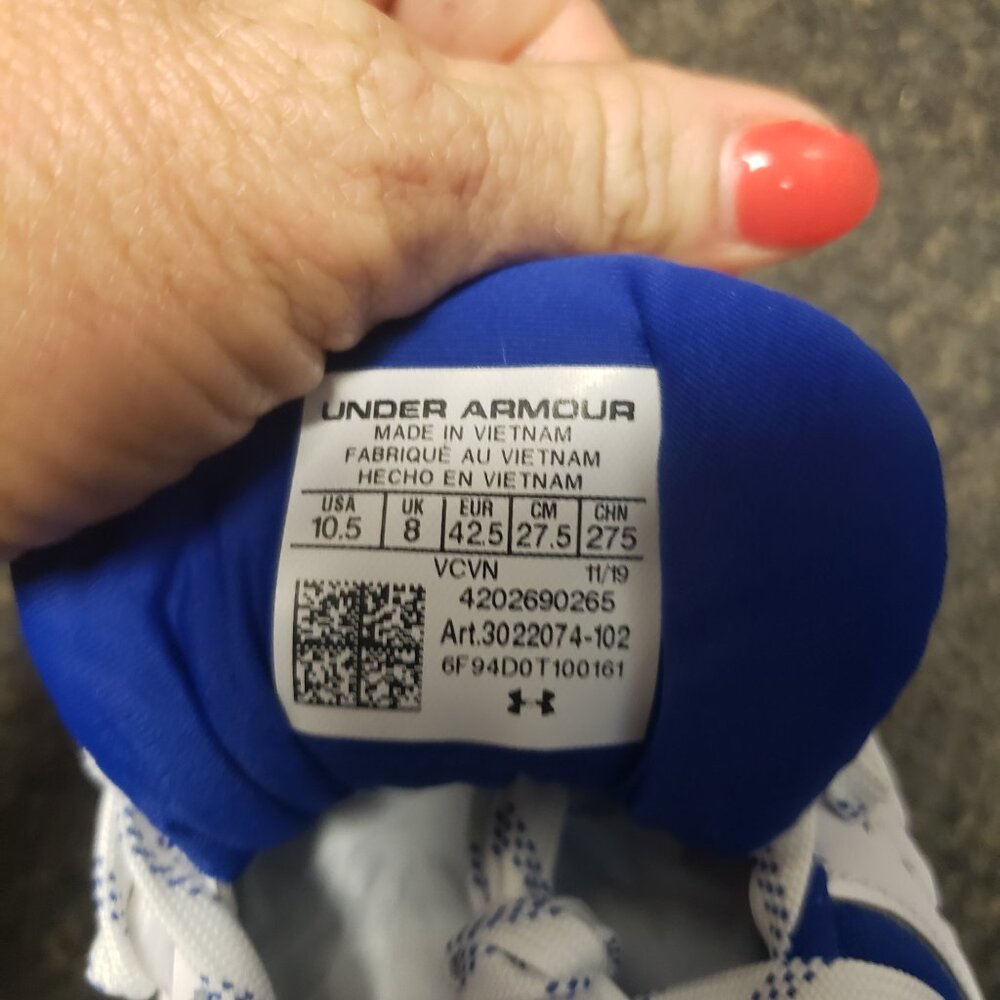 UNDER ARMOUR
MADE IN VIETNAM
FABRIQUÉ AU VIETNAM
HECHO EN VIETNAM
USA UK EUR CM CHN
10.5 8 42.5 27.5 275
VCVN 11/19
4202690265
Art.3022074-102
6F94D0T100161